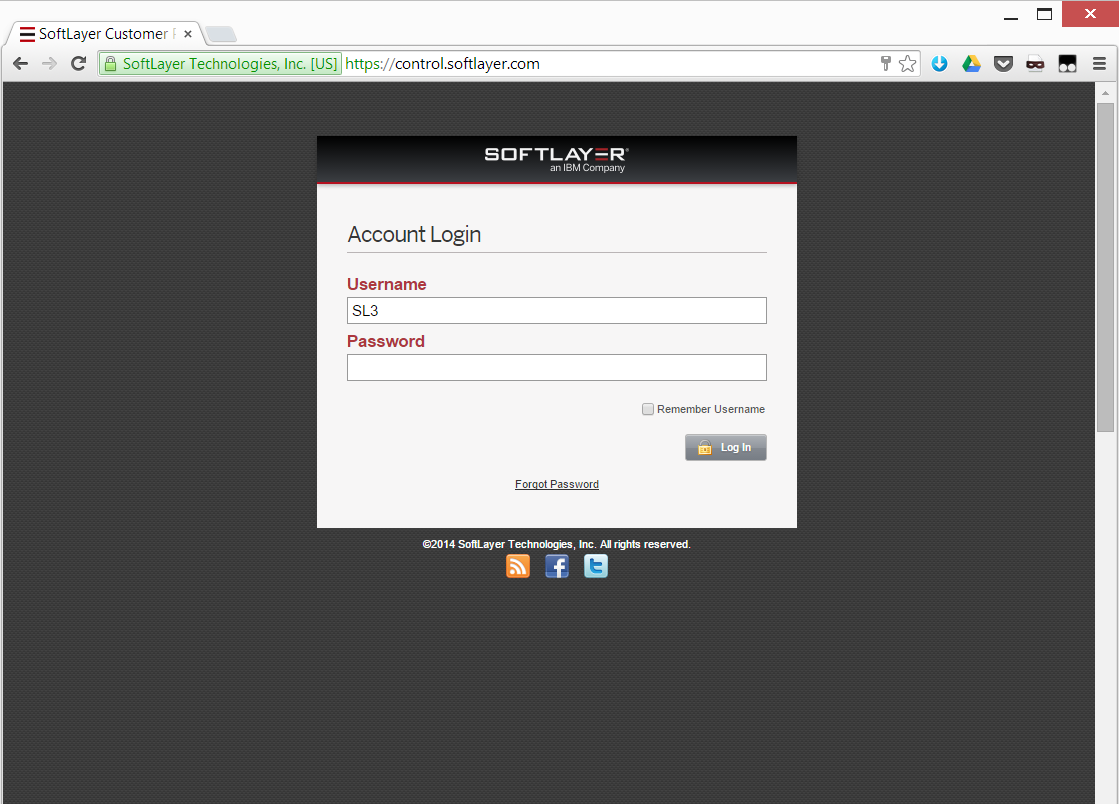 SoftLayer Customer
SoftLayer Technologies, Inc. [US] https://control.softlayer.com
SOFTLAYER®
an IBM Company
Account Login
Username
SL3
Password
Remember Username
Log In
Forgot Password
©2014 SoftLayer Technologies, Inc. All rights reserved.